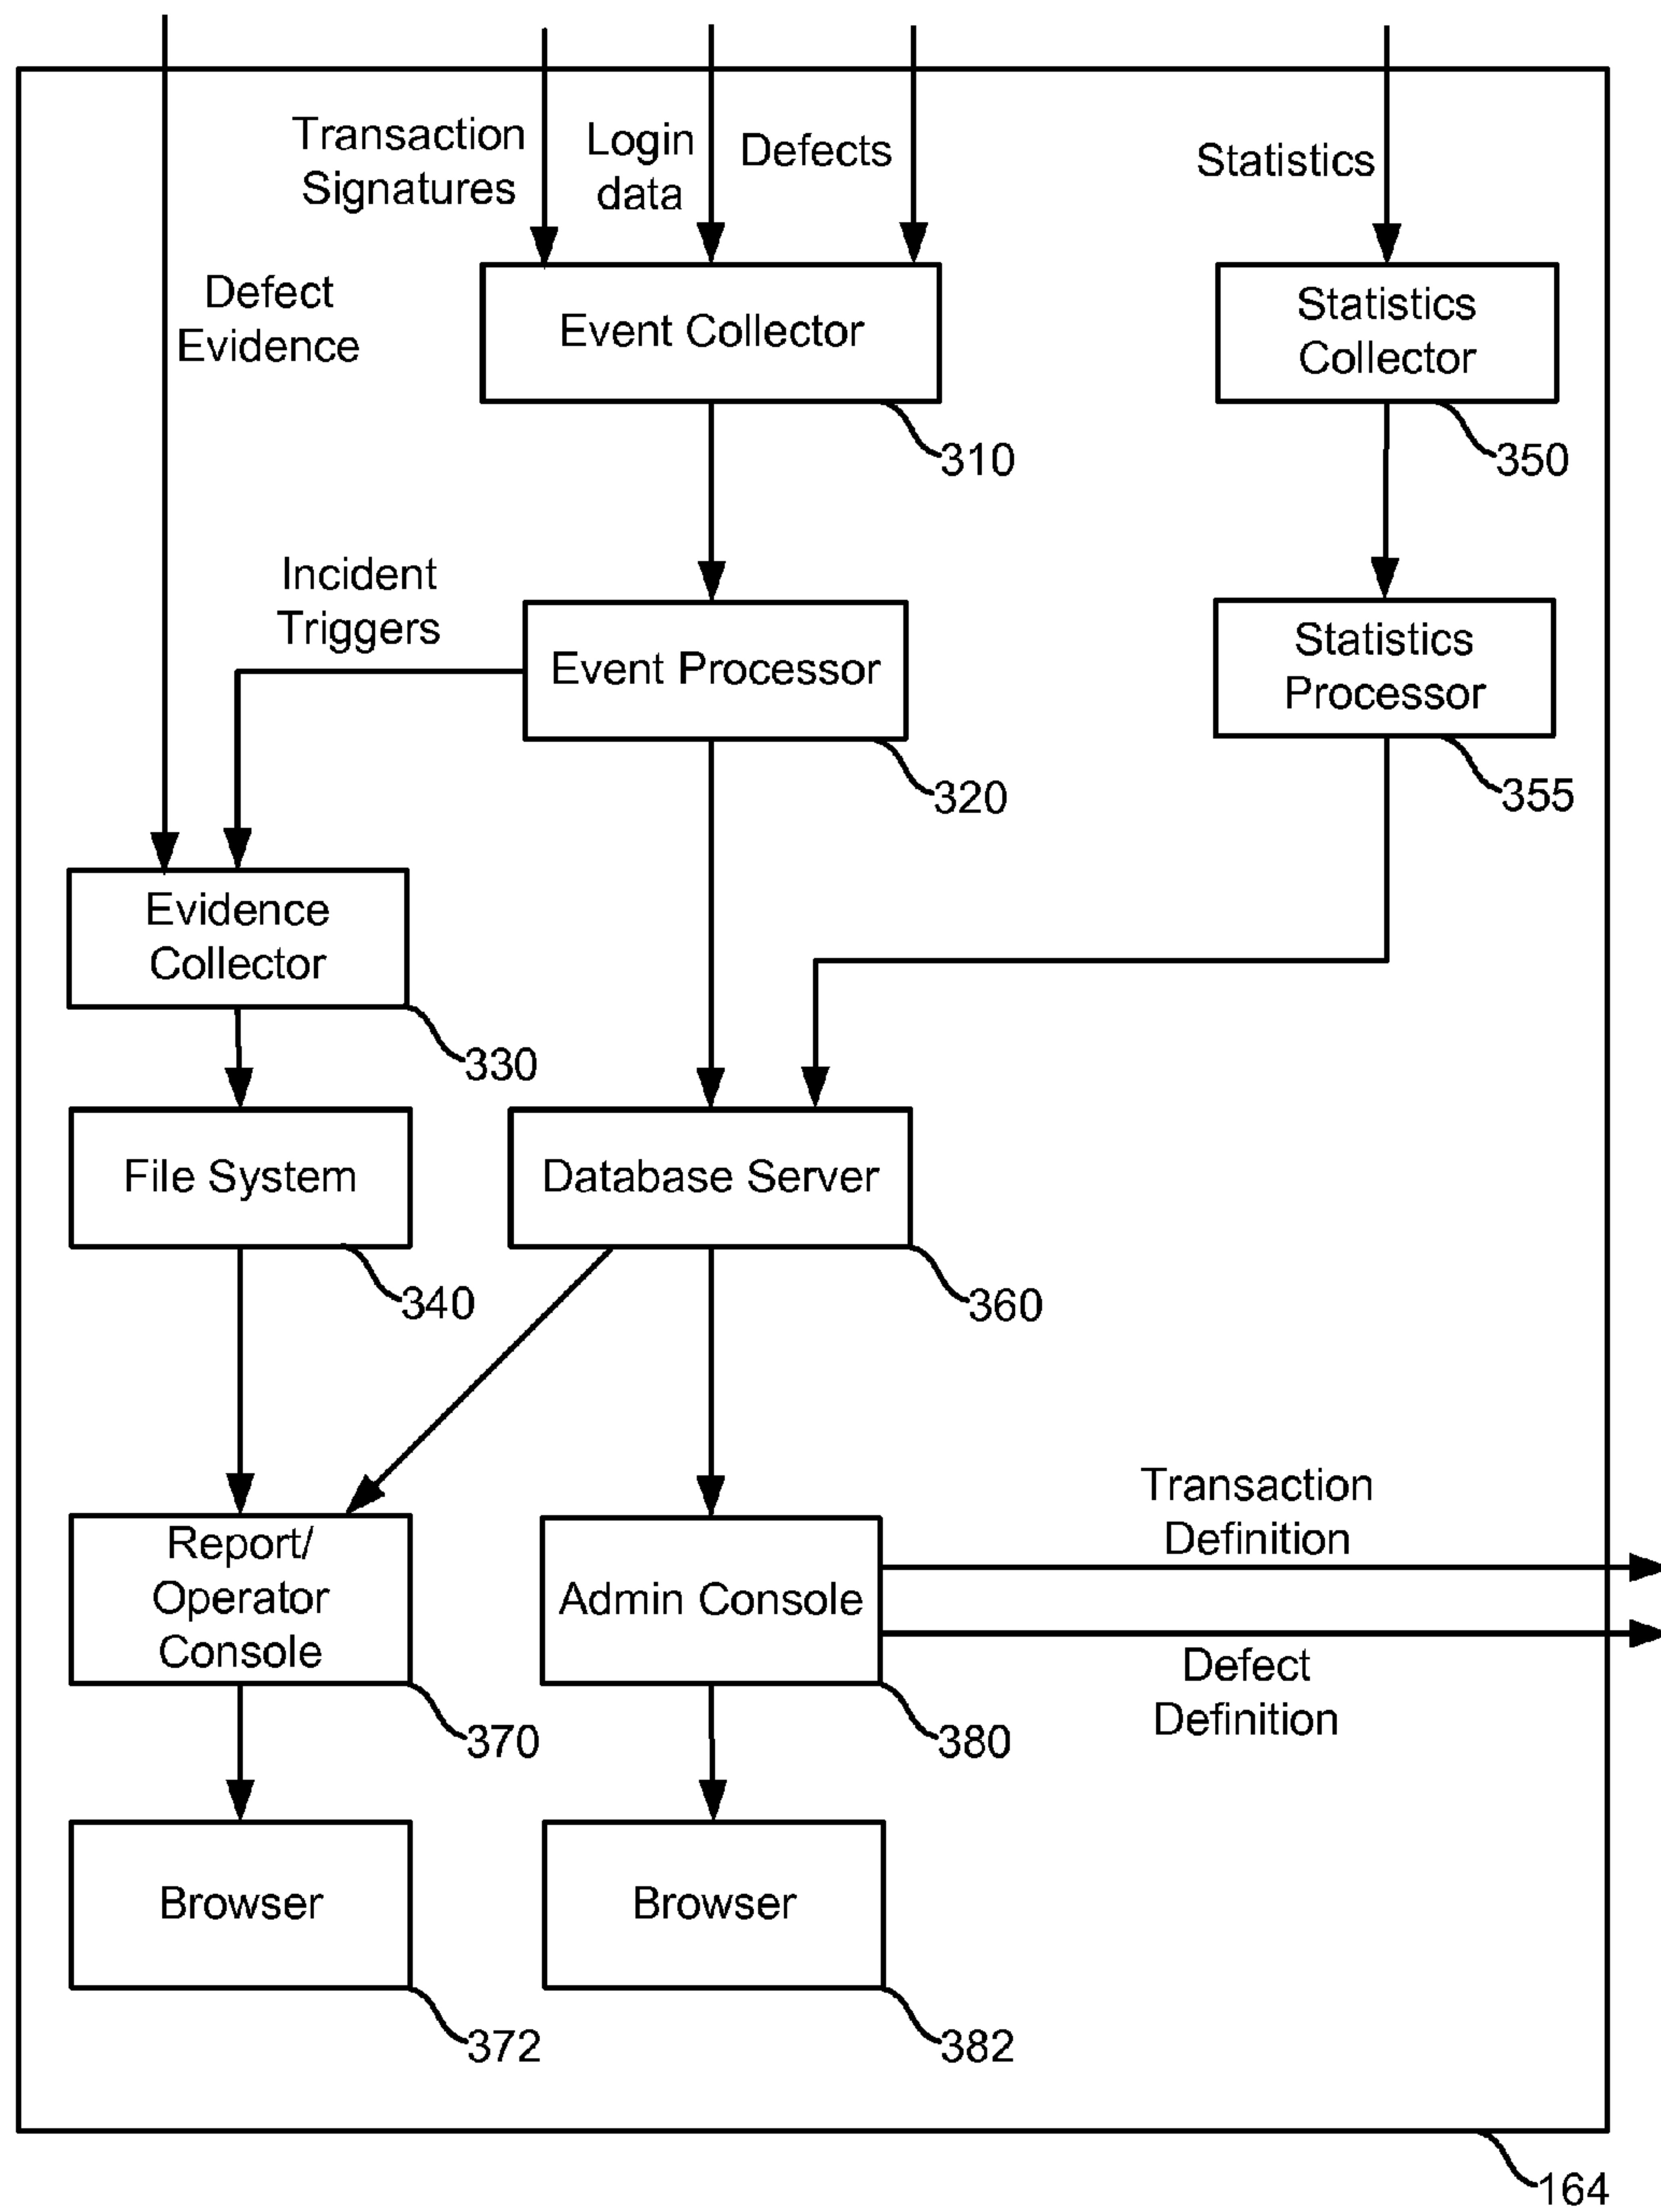 Transaction
Signatures
Login
data
Defects
Statistics
Defect
Evidence
Event Collector
310
Statistics
Collector
350
Incident
Triggers
Event Processor
320
Statistics
Processor
355
Evidence
Collector
330
File System
340
Database Server
360
Report/
Operator
Console
370
Admin Console
380
Transaction
Definition
Defect
Definition
Browser
372
Browser
382
164